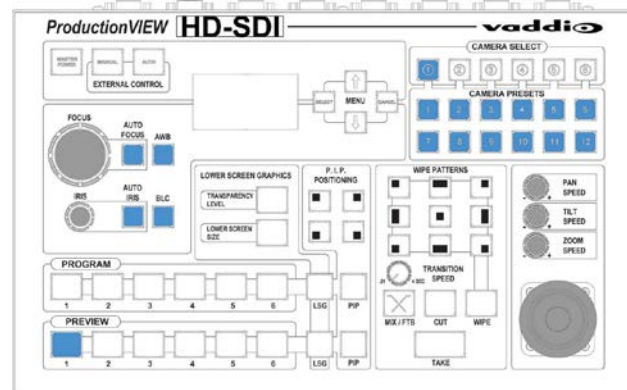 ProductionVIEW HD-SDI
vaddio
MASTER POWER
MANUAL
AUTO
EXTERNAL CONTROL
SELECT
MENU
CANCEL
CAMERA SELECT
1 2 3 4 5 6
CAMERA PRESETS
1 2 3 4 5 6
7 8 9 10 11 12
FOCUS
AUTO FOCUS
AWB
IRIS
AUTO IRIS
BLC
LOWER SCREEN GRAPHICS
TRANSPARENCY LEVEL
LOWER SCREEN SIZE
P.I.P. POSITIONING
WIPE PATTERNS
TRANSITION SPEED
MIX / FTB
CUT
WIPE
TAKE
PAN SPEED
TILT SPEED
ZOOM SPEED
PROGRAM
1 2 3 4 5 6 LSG PIP
PREVIEW
1 2 3 4 5 6 LSG PIP